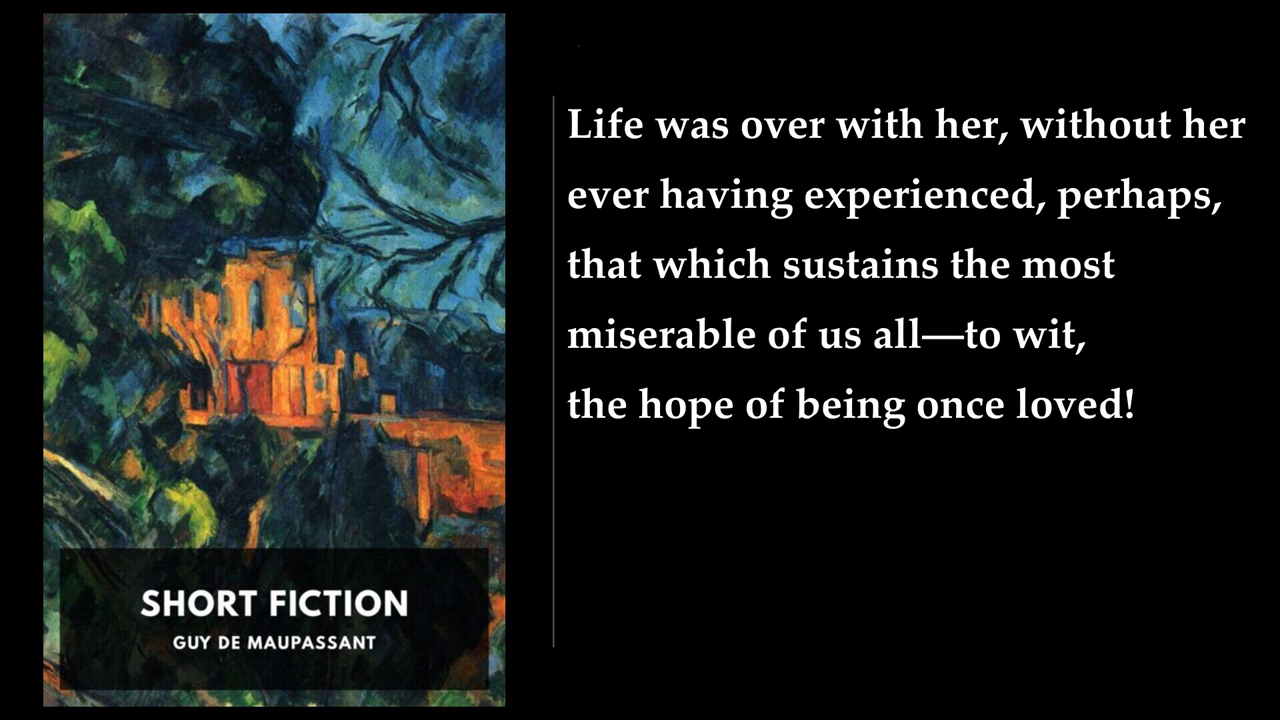 Life was over with her, without her
ever having experienced, perhaps,
that which sustains the most
miserable of us all—to wit,
the hope of being once loved!
SHORT FICTION
GUY DE MAUPASSANT